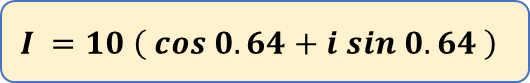 I = 10 ( cos 0.64 + i sin 0.64 )